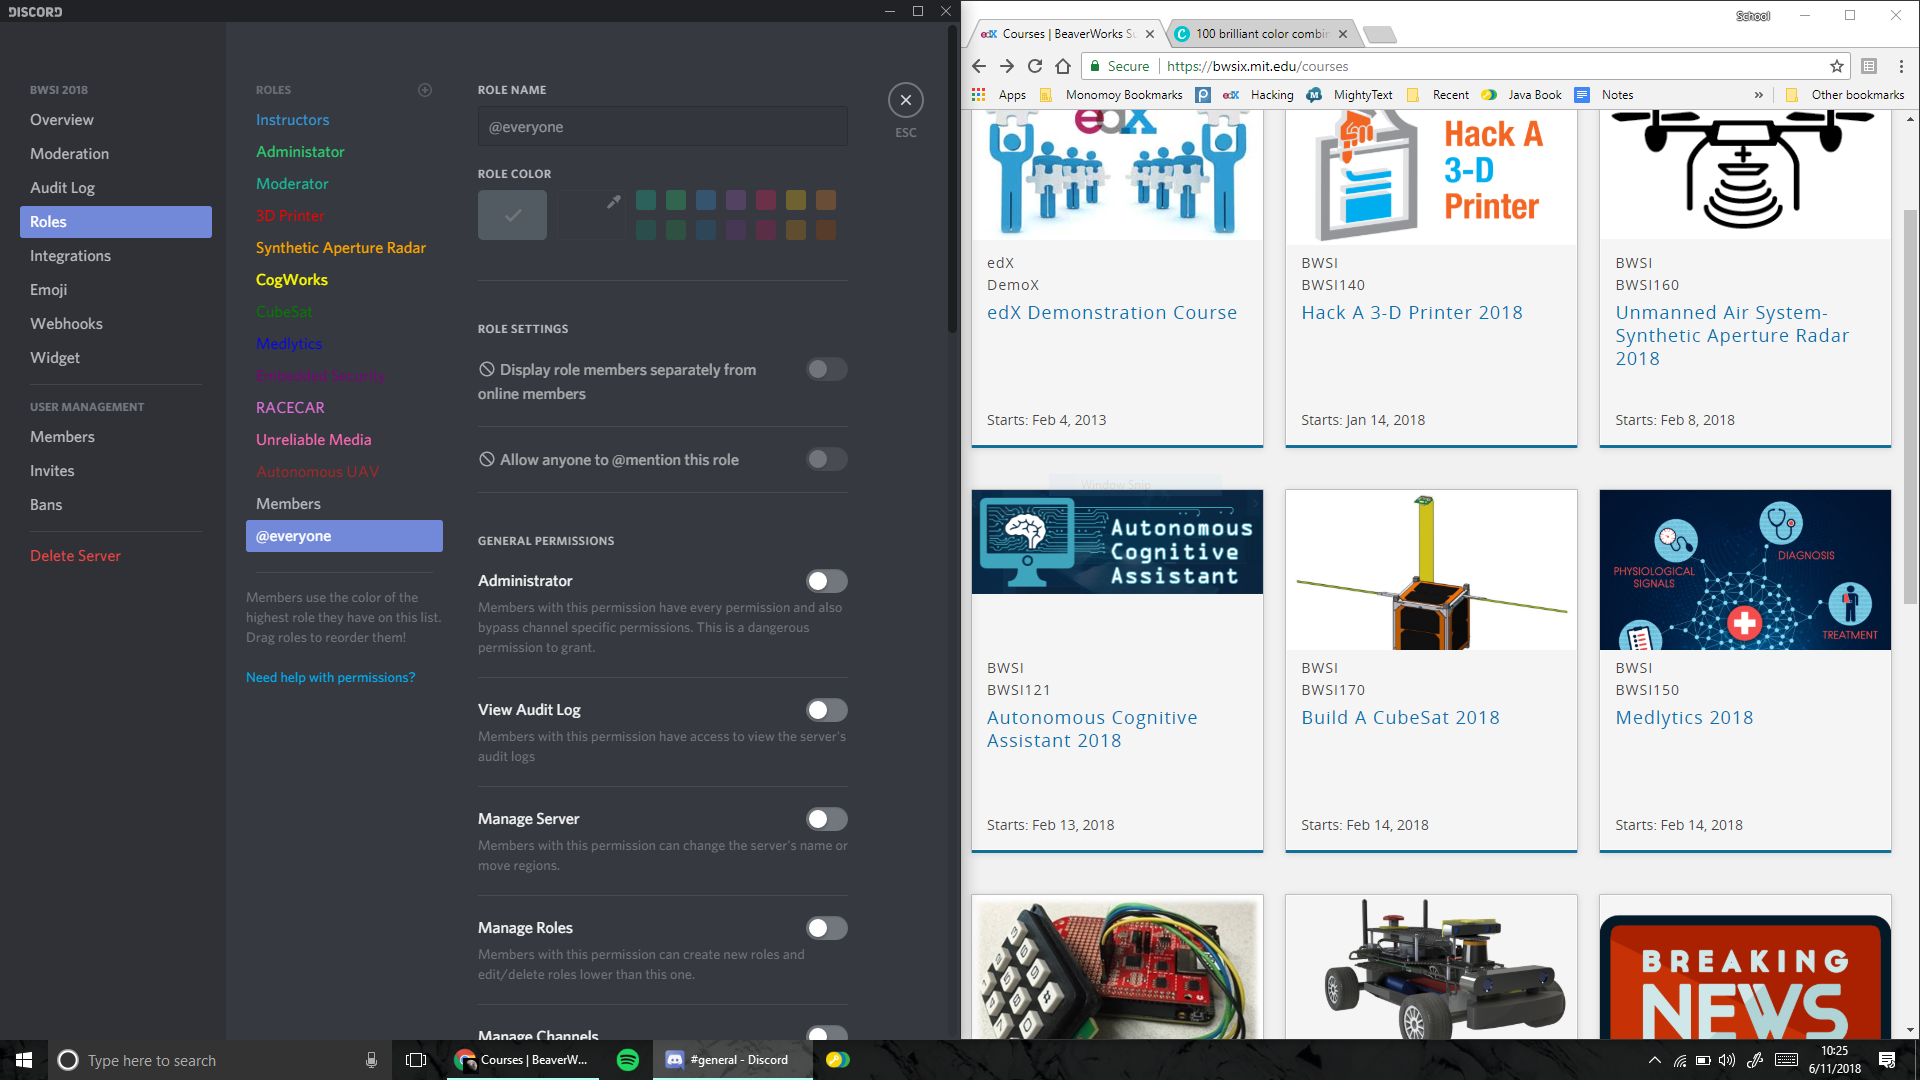 DISCORD
BWSI 2018
Overview
Moderation
Audit Log
Roles
Integrations
Emoji
Webhooks
Widget
USER MANAGEMENT
Members
Invites
Bans
Delete Server
ROLES
Instructors
Administator
Moderator
3D Printer
Synthetic Aperture Radar
CogWorks
CubeSat
Medlytics
Embedded Security
RACECAR
Unreliable Media
Autonomous UAV
Members
@everyone
Members use the color of the
highest role they have on this list.
Drag roles to reorder them!
Need help with permissions?
ROLE NAME
@everyone
ESC
ROLE COLOR
ROLE SETTINGS
Display role members separately from
online members
Allow anyone to @mention this role
GENERAL PERMISSIONS
Administrator
Members with this permission have every permission and also
bypass channel specific permissions. This is a dangerous
permission to grant.
View Audit Log
Members with this permission have access to view the server's
audit logs
Manage Server
Members with this permission can change the server's name or
move regions.
Manage Roles
Members with this permission can create new roles and
edit/delete roles lower than this one.
Manage Channels
School
edX Courses | BeaverWorks Su
100 brilliant color combin
Secure
https://bwsix.mit.edu/courses
Apps
Monomoy Bookmarks
edX
Hacking
MightyText
Recent
Java Book
Notes
»
Other bookmarks
edX
Hack A
3-D
Printer
edX
DemoX
edX Demonstration Course
Starts: Feb 4, 2013
BWSI
BWSI140
Hack A 3-D Printer 2018
Starts: Jan 14, 2018
BWSI
BWSI160
Unmanned Air System-
Synthetic Aperture Radar
2018
Starts: Feb 8, 2018
Window Snip
Autonomous
Cognitive
Assistant
BWSI
BWSI121
Autonomous Cognitive
Assistant 2018
Starts: Feb 13, 2018
BWSI
BWSI170
Build A CubeSat 2018
Starts: Feb 14, 2018
PHYSIOLOGICAL
SIGNALS
DIAGNOSIS
TREATMENT
BWSI
BWSI150
Medlytics 2018
Starts: Feb 14, 2018
BREAKING
NEWS
Type here to search
Courses | BeaverW...
#general - Discord
10:25
6/11/2018